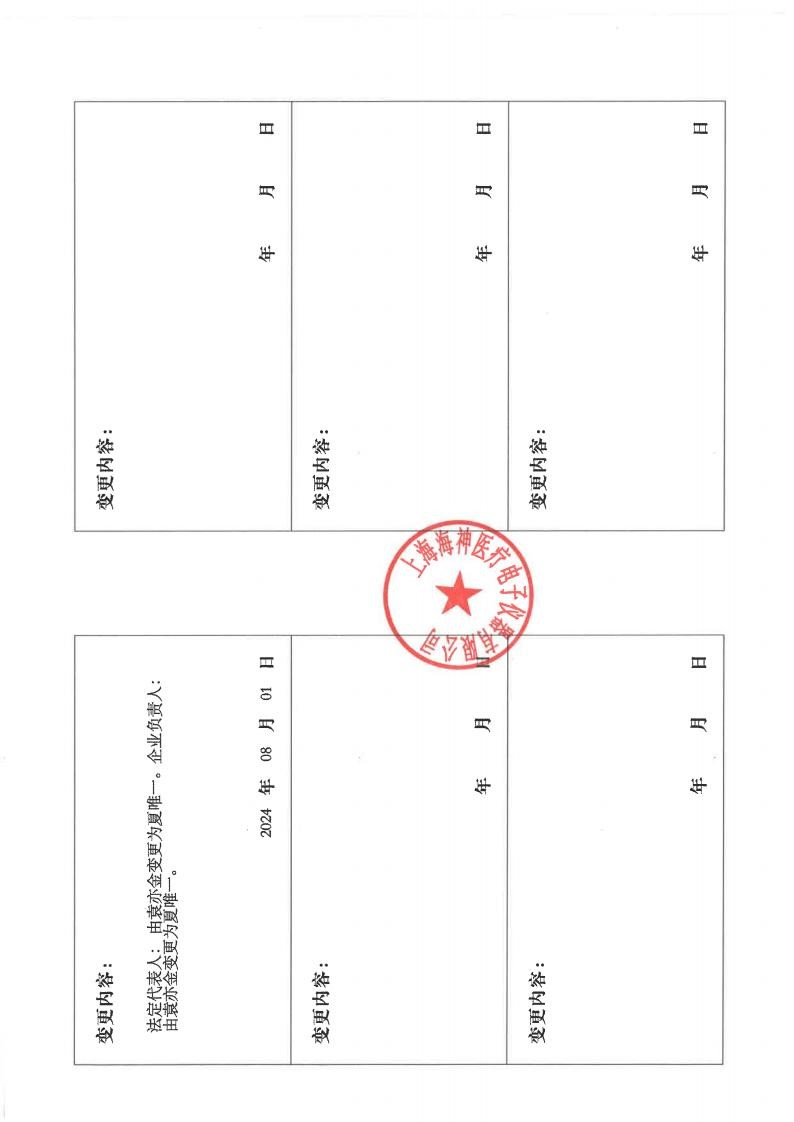 变更内容：
法定代表人：由袁亦金变更为夏唯一。企业负责人：
由袁亦金变更为夏唯一。
2024 年 08 月 01 日
变更内容：
年 月 日
变更内容：
年 月 日
变更内容：
年 月 日
变更内容：
年 月 日
变更内容：
年 月 日
上海海神医疗电子仪器有限公司